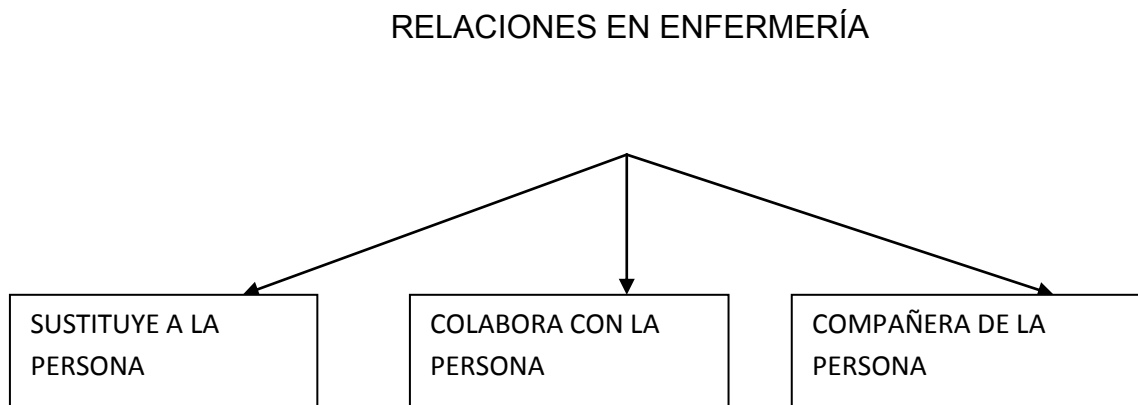 RELACIONES EN ENFERMERÍA
SUSTITUYE A LA
PERSONA
COLABORA CON LA
PERSONA
COMPAÑERA DE LA
PERSONA